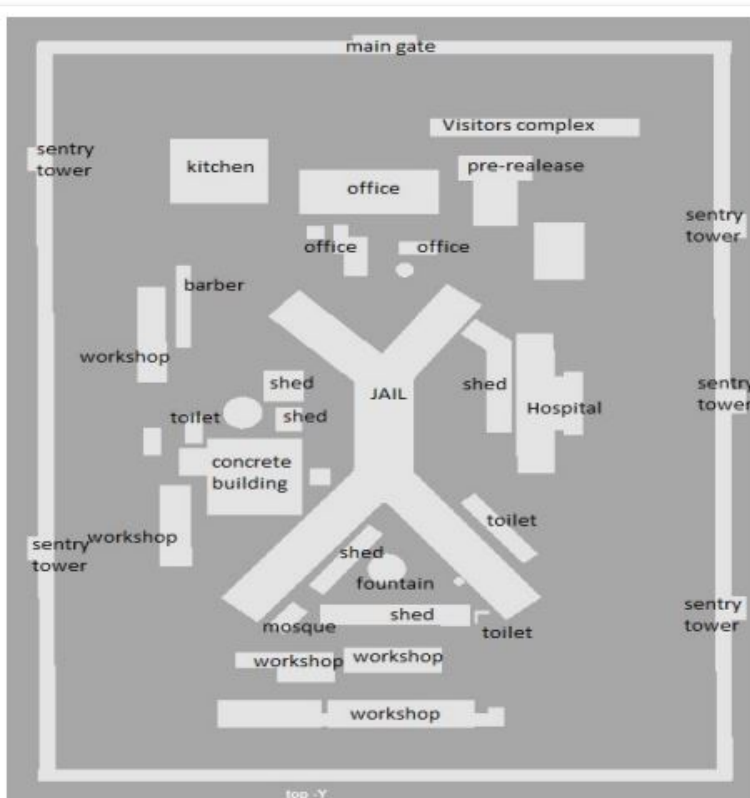 main gate
Visitors complex
sentry
tower
kitchen
pre-realease
office
sentry
tower
office
office
barber
workshop
shed
shed
sentry
tower
JAIL
toilet
shed
Hospital
concrete
building
toilet
workshop
sentry
tower
shed
fountain
sentry
tower
shed
mosque
toilet
workshop
workshop
workshop
top -Y